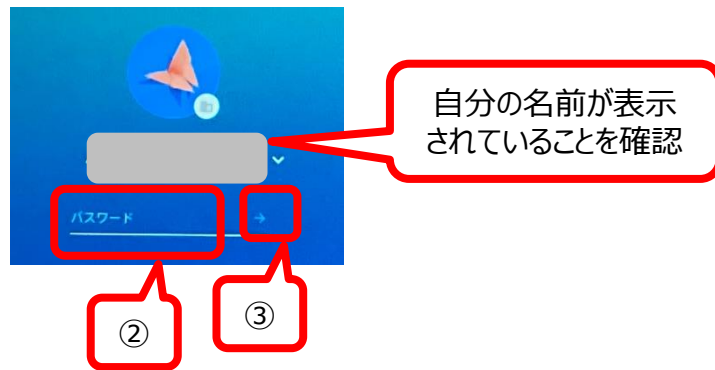 自分の名前が表示
されていることを確認
パスワード
②
③